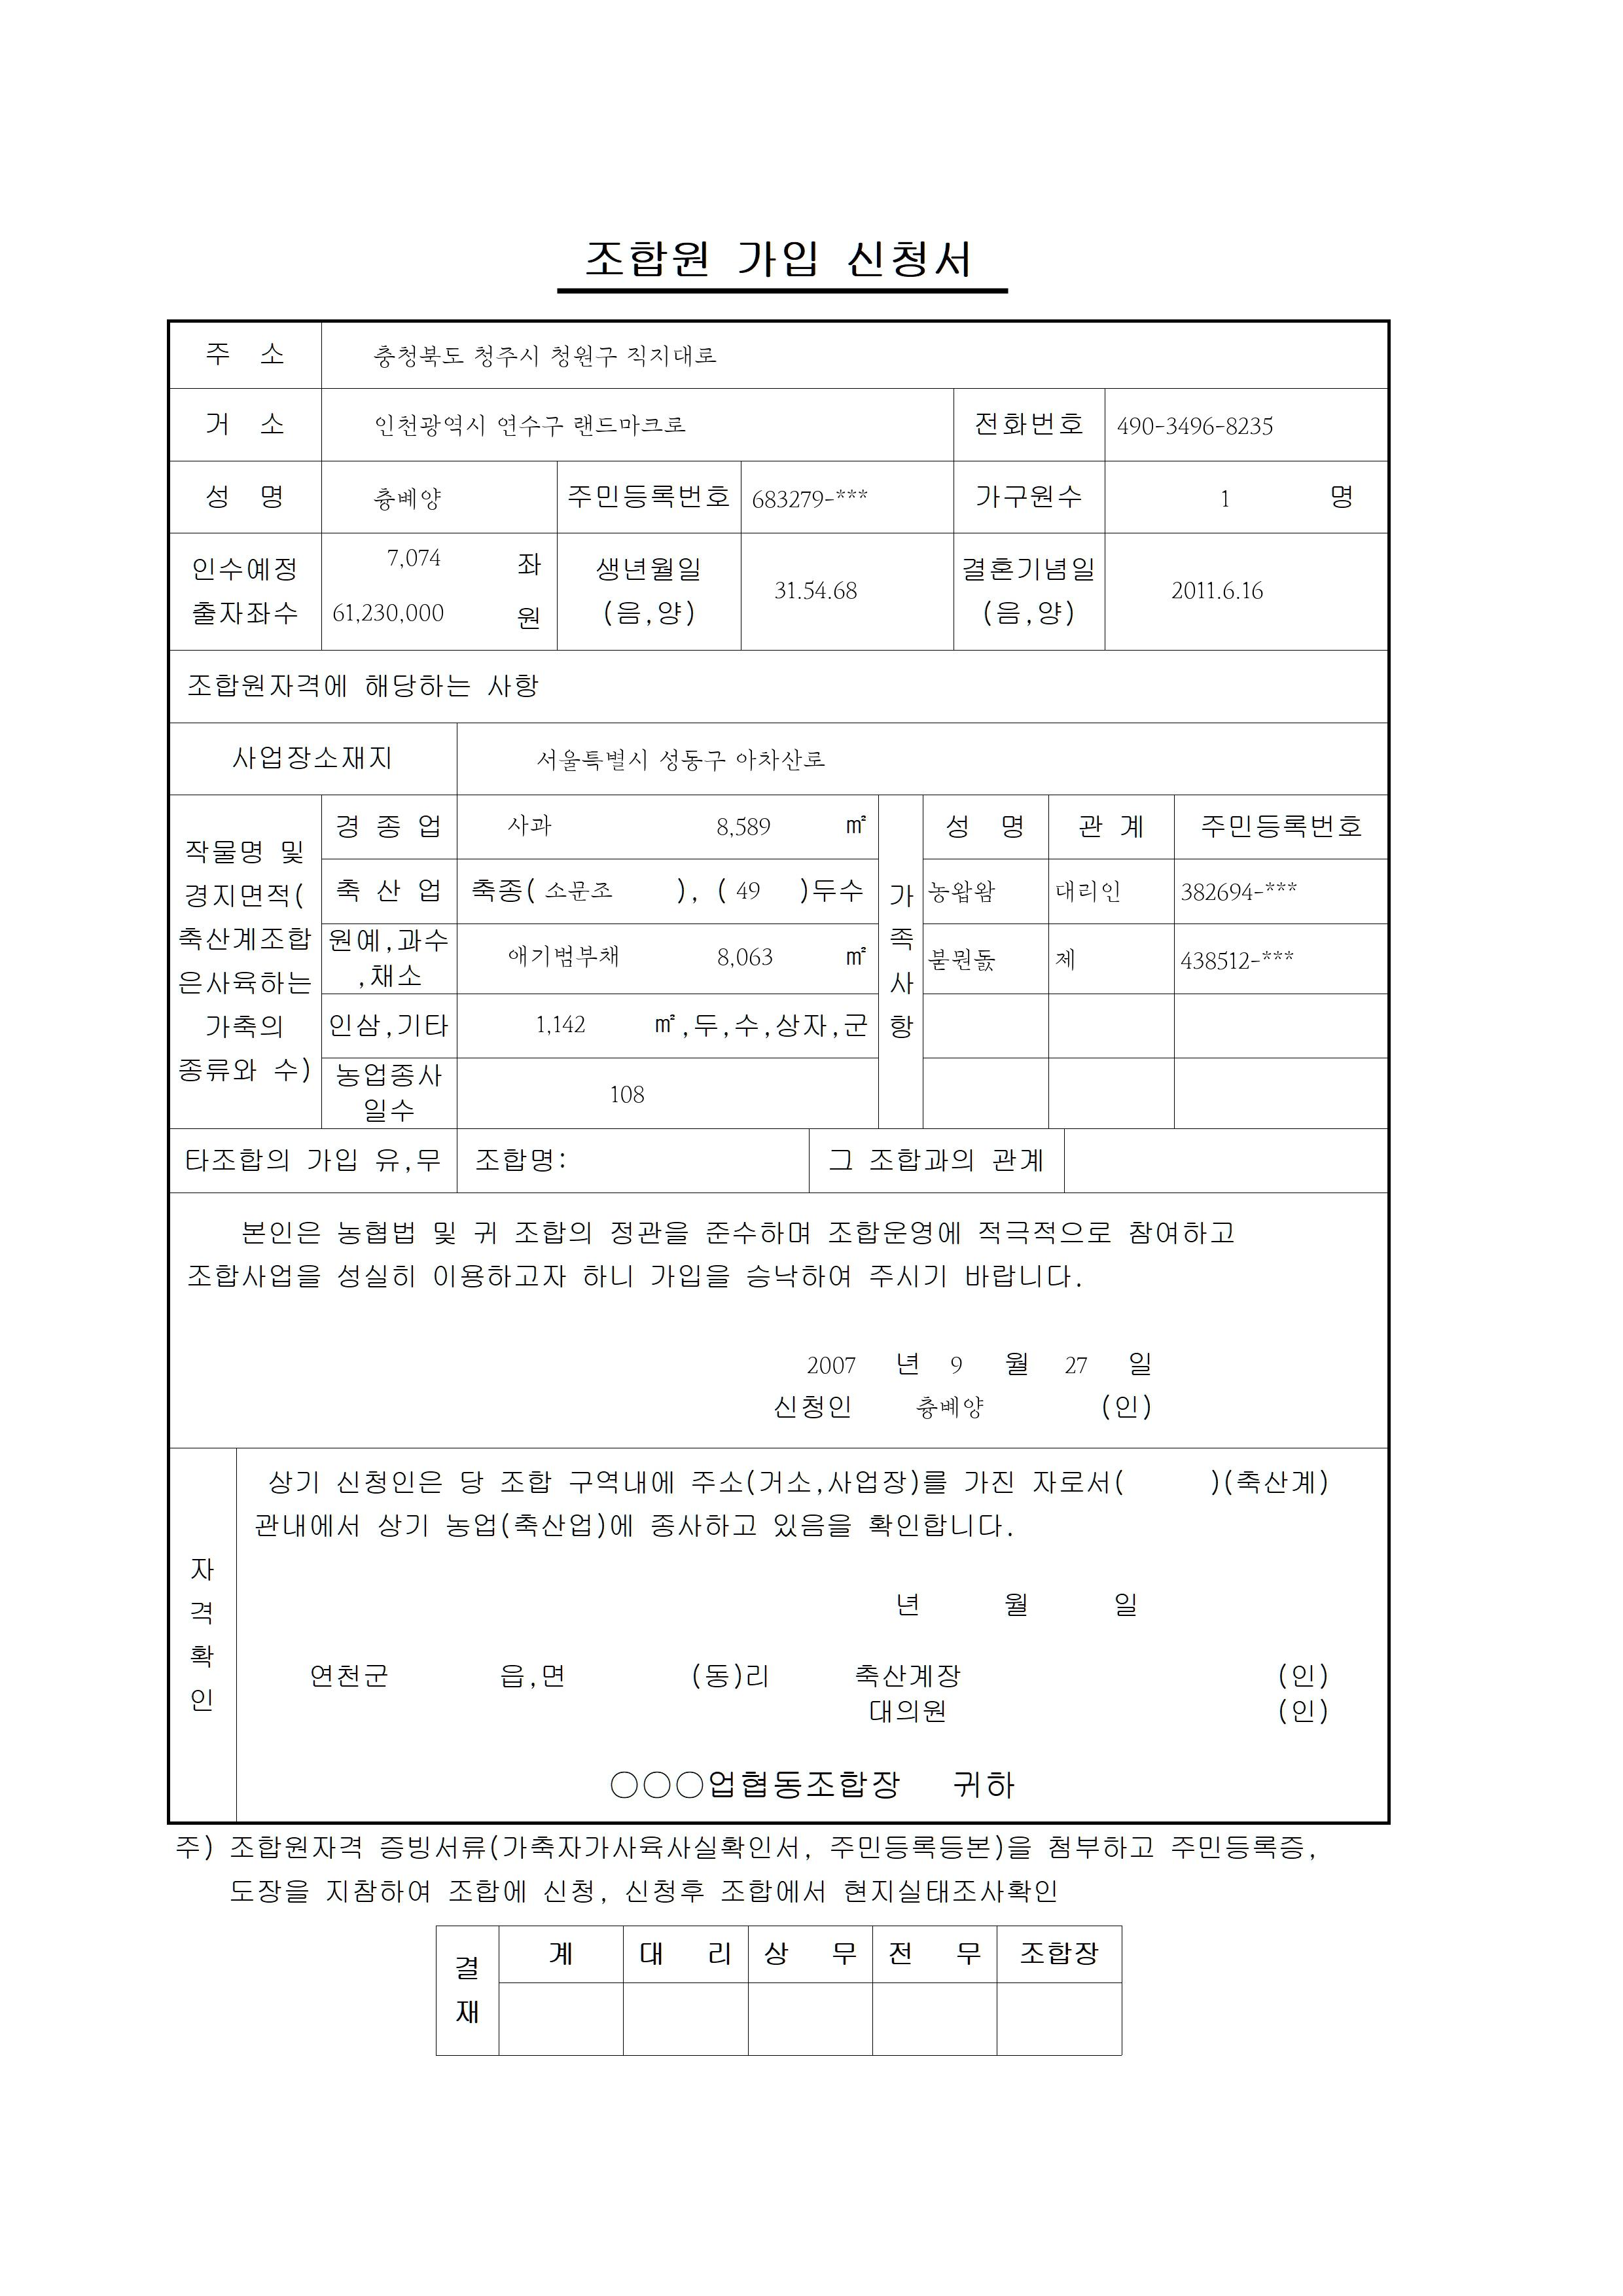 조합원 가입 신청서
주 소 충청북도 청주시 청원구 직지대로
거 소 인천광역시 연수구 랜드마크로 전화번호 490-3496-8235
성 명 츙볘양 주민등록번호 683279-*** 가구원수 1 명
인수예정 출자좌수 7,074 좌 61,230,000 원 생년월일 (음,양) 31.54.68 결혼기념일 (음,양) 2011.6.16
조합원자격에 해당하는 사항
사업장소재지 서울특별시 성동구 아차산로
작물명 및 경지면적( 축산계조합 은사육하는 가축의 종류와 수)
경 종 업 사과 8,589 ㎡
축 산 업 축종( 소문조 ), ( 49 )두수
원예,과수 ,채소 애기범부채 8,063 ㎡
인삼,기타 1,142 ㎡,두,수,상자,군
농업종사 일수 108
가족사항
성 명 관 계 주민등록번호
농왑왐 대리인 382694-***
제 438512-***
타조합의 가입 유,무 조합명: 그 조합과의 관계
본인은 농협법 및 귀 조합의 정관을 준수하며 조합운영에 적극적으로 참여하고
조합사업을 성실히 이용하고자 하니 가입을 승낙하여 주시기 바랍니다.
2007 년 9 월 27 일
신청인 츙볘양 (인)
자격확인
상기 신청인은 당 조합 구역내에 주소(거소,사업장)를 가진 자로서( )(축산계)
관내에서 상기 농업(축산업)에 종사하고 있음을 확인합니다.
년 월 일
연천군 읍,면 (동)리 축산계장 (인)
대의원 (인)
○○○업협동조합장 귀하
주) 조합원자격 증빙서류(가축자가사육사실확인서, 주민등록등본)을 첨부하고 주민등록증,
도장을 지참하여 조합에 신청, 신청후 조합에서 현지실태조사확인
결재 계 대 리 상 무 전 무 조합장